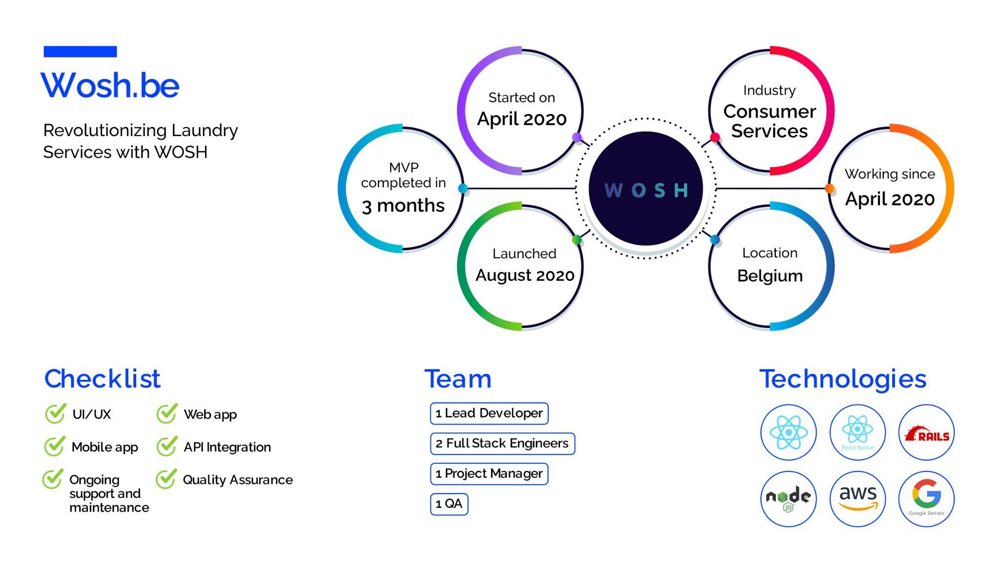 Wosh.be
Revolutionizing Laundry
Services with WOSH
Started on
April 2020
Industry
Consumer
Services
MVP
completed in
3 months
WOSH
Working since
April 2020
Launched
August 2020
Location
Belgium
Checklist
UI/UX
Web app
Mobile app
API Integration
Ongoing
support and
maintenance
Quality Assurance
Team
1 Lead Developer
2 Full Stack Engineers
1 Project Manager
1 QA
Technologies
React Native
RAILS
node
JS
aws
G
Google Serives